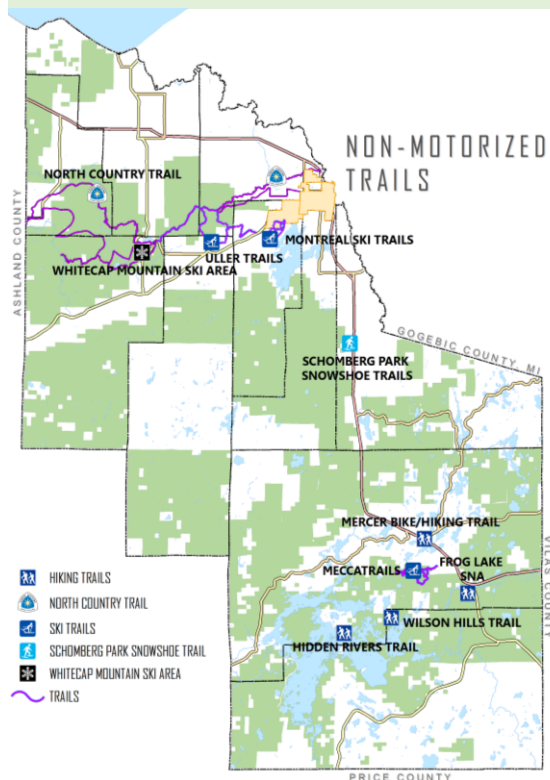 NON-MOTORIZED
TRAILS
NORTH COUNTRY TRAIL
ASHLAND COUNTY
MONTREAL SKI TRAILS
ULLER TRAILS
WHITECAP MOUNTAIN SKI AREA
GOGEBIC COUNTY, MI
SCHOMBERG PARK
SNOWSHOE TRAILS
MERCER BIKE/HIKING TRAIL
MECCATRAILS
FROG LAKE
SNA
VILAS COUNTY
WILSON HILLS TRAIL
HIDDEN RIVERS TRAIL
HIKING TRAILS
NORTH COUNTRY TRAIL
SKI TRAILS
SCHOMBERG PARK SNOWSHOE TRAIL
WHITECAP MOUNTAIN SKI AREA
TRAILS
PRICE COUNTY